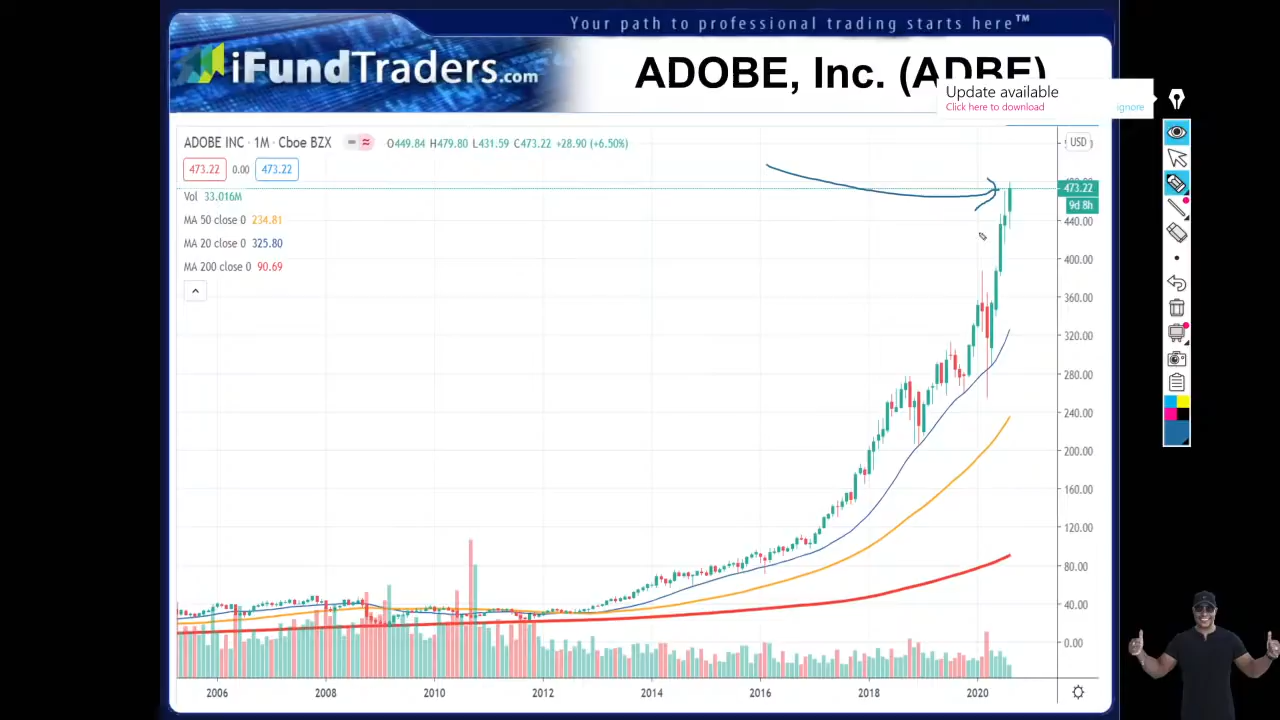 Your path to professional trading starts here™
iFundTraders.com
ADOBE, Inc. (ADBE)
Update available
Click here to download
ignore
ADOBE INC · 1M · Cboe BZX
O449.84 H479.80 L431.59 C473.22 +28.90 (+6.50%)
USD
473.22 0.00 473.22
Vol 33.016M
MA 50 close 0 234.81
MA 20 close 0 325.80
MA 200 close 0 90.69
473.22
9d 8h
440.00
400.00
360.00
320.00
280.00
240.00
200.00
160.00
120.00
80.00
40.00
0.00
2006 2008 2010 2012 2014 2016 2018 2020